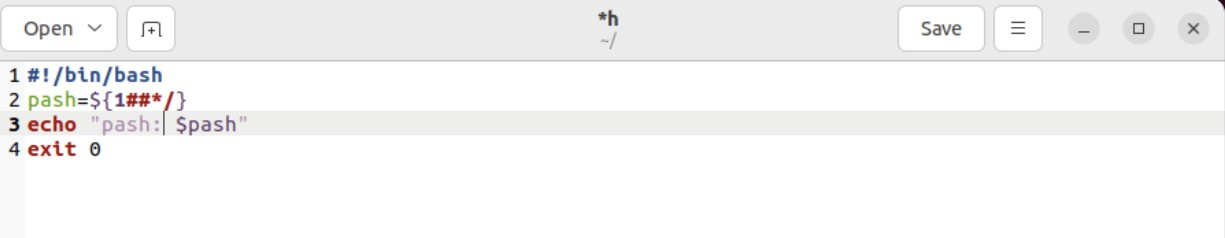 Open
*h
~/
Save
1 #!/bin/bash
2 pash=${1##*/}
3 echo "pash: $pash"
4 exit 0